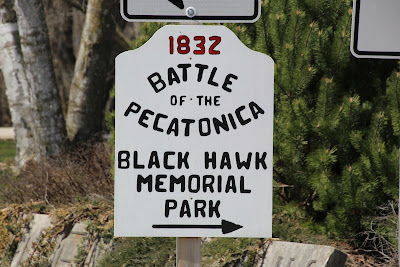 1832
BATTLE
OF THE
PECATONICA
BLACK HAWK
MEMORIAL
PARK